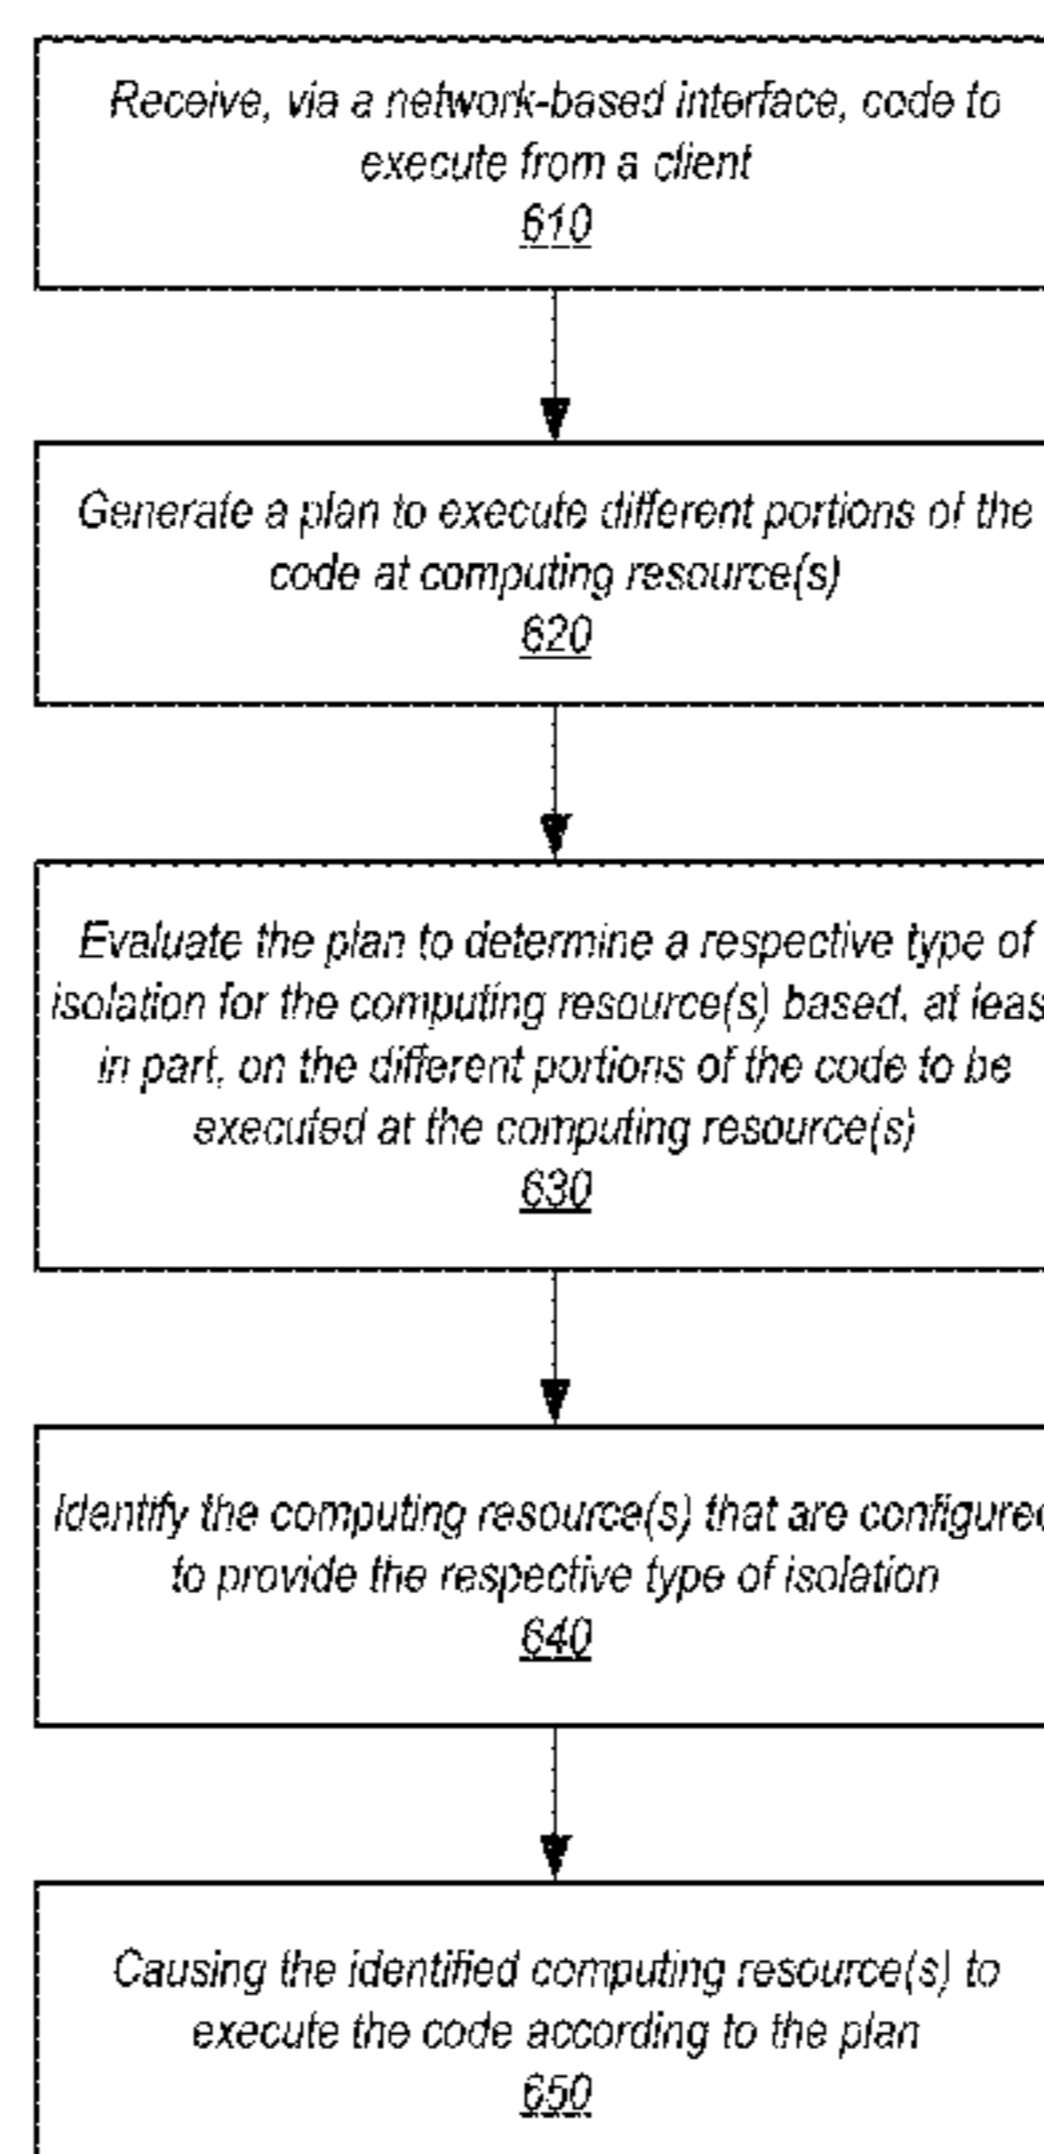 Receive, via a network-based interface, code to
execute from a client
610
Generate a plan to execute different portions of the
code at computing resource(s)
620
Evaluate the plan to determine a respective type of
isolation for the computing resource(s) based, at leas
in part, on the different portions of the code to be
executed at the computing resource(s)
630
Identify the computing resource(s) that are configured
to provide the respective type of isolation
640
Causing the identified computing resource(s) to
execute the code according to the plan
650